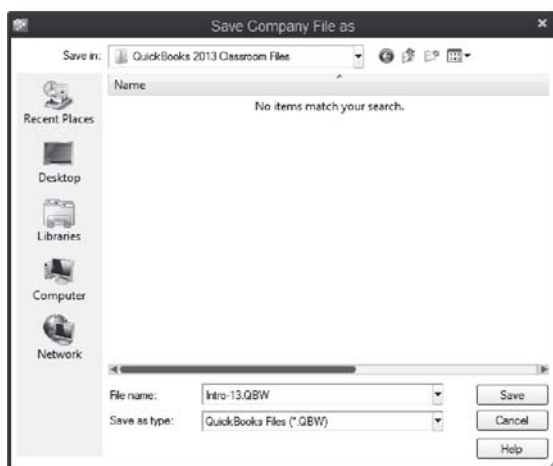 Save Company File as
Save in: QuickBooks 2013 Classroom Files
Name
No items match your search.
Recent Places
Desktop
Libraries
Computer
Network
File name: Intro-13.QBW Save
Save as type: QuickBooks Files (*.QBW) Cancel
Help